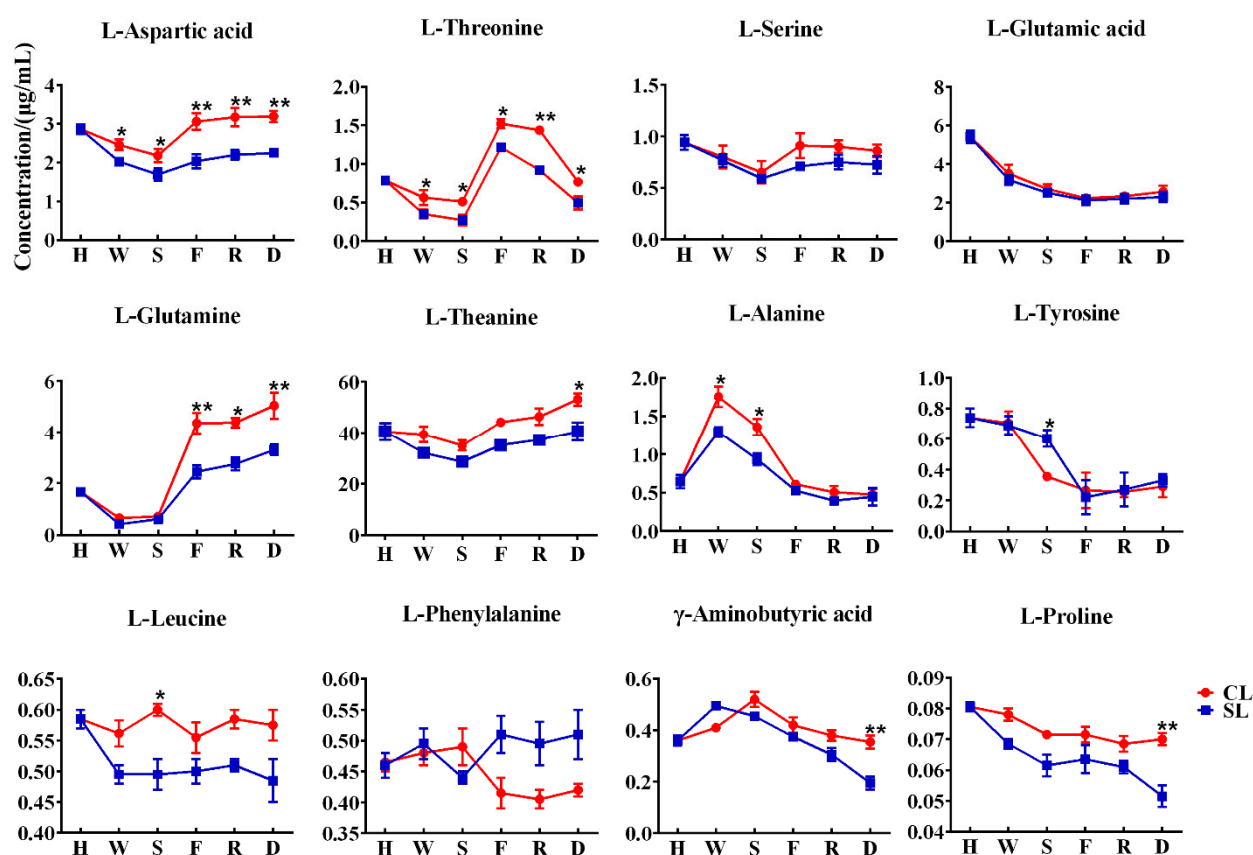 L-Aspartic acid
L-Threonine
L-Serine
L-Glutamic acid
Concentration/(μg/mL)
4
3
2
1
0
* * ** ** **
H W S F R D
2.0
1.5
1.0
0.5
0.0
* * * ** *
H W S F R D
1.5
1.0
0.5
0.0
H W S F R D
8
6
4
2
0
H W S F R D
L-Glutamine
L-Theanine
L-Alanine
L-Tyrosine
6
4
2
0
** * **
H W S F R D
60
40
20
0
*
H W S F R D
2.0
1.5
1.0
0.5
0.0
* *
H W S F R D
1.0
0.8
0.6
0.4
0.2
0.0
*
H W S F R D
L-Leucine
L-Phenylalanine
γ-Aminobutyric acid
L-Proline
0.65
0.60
0.55
0.50
0.45
0.40
*
H W S F R D
0.55
0.50
0.45
0.40
0.35
H W S F R D
0.6
0.4
0.2
0.0
**
H W S F R D
0.09
0.08
0.07
0.06
0.05
0.04
**
H W S F R D
CL
SL